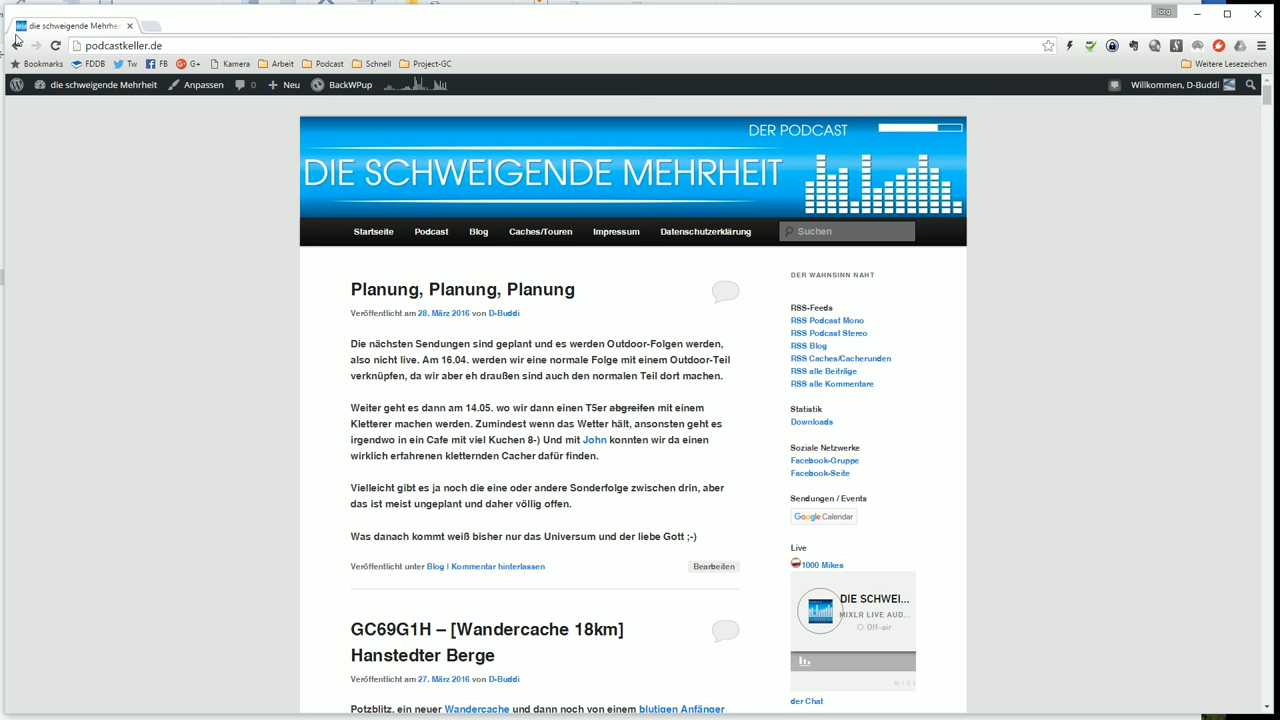 Jörg
die schweigende Mehrhe
podcastkeller.de
Bookmarks FDDB Tw FB G+ Kamera Arbeit Podcast Schnell Project-GC Weitere Lesezeichen
die schweigende Mehrheit Anpassen 0 Neu BackWPup Willkommen, D-Buddi
DER PODCAST
DIE SCHWEIGENDE MEHRHEIT
Startseite Podcast Blog Caches/Touren Impressum Datenschutzerklärung Suchen
Planung, Planung, Planung
Veröffentlicht am 28. März 2016 von D-Buddi
Die nächsten Sendungen sind geplant und es werden Outdoor-Folgen werden,
also nicht live. Am 16.04. werden wir eine normale Folge mit einem Outdoor-Teil
verknüpfen, da wir aber eh draußen sind auch den normalen Teil dort machen.
Weiter geht es dann am 14.05. wo wir dann einen T5er abgreifen mit einem
Kletterer machen werden. Zumindest wenn das Wetter hält, ansonsten geht es
irgendwo in ein Cafe mit viel Kuchen 8-) Und mit John konnten wir da einen
wirklich erfahrenen kletternden Cacher dafür finden.
Vielleicht gibt es ja noch die eine oder andere Sonderfolge zwischen drin, aber
das ist meist ungeplant und daher völlig offen.
Was danach kommt weiß bisher nur das Universum und der liebe Gott ;-)
Veröffentlicht unter Blog | Kommentar hinterlassen Bearbeiten
GC69G1H – [Wandercache 18km]
Hanstedter Berge
Veröffentlicht am 27. März 2016 von D-Buddi
Potzblitz, ein neuer Wandercache und dann noch von einem blutigen Anfänger
DER WAHNSINN NAHT
RSS-Feeds
RSS Podcast Mono
RSS Podcast Stereo
RSS Blog
RSS Caches/Cacherunden
RSS alle Beiträge
RSS alle Kommentare
Statistik
Downloads
Soziale Netzwerke
Facebook-Gruppe
Facebook-Seite
Sendungen / Events
Google Calendar
Live
1000 Mikes
DIE SCHWEI...
MIXLR LIVE AUD...
Off-air
der Chat